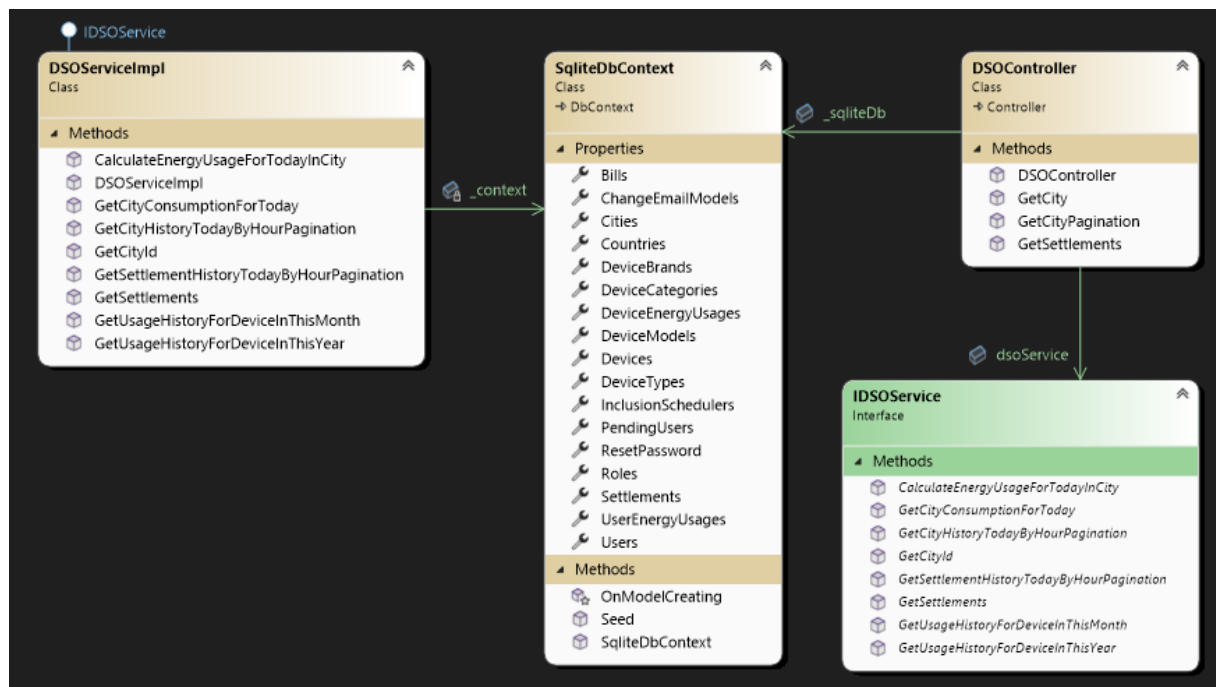 IDSOService
DSOServiceImpl
Class
Methods
CalculateEnergyUsageForTodayInCity
DSOServiceImpl
GetCityConsumptionForToday
GetCityHistoryTodayByHourPagination
GetCityId
GetSettlementHistoryTodayByHourPagination
GetSettlements
GetUsageHistoryForDeviceInThisMonth
GetUsageHistoryForDeviceInThisYear
_context
SqliteDbContext
Class
DbContext
Properties
Bills
ChangeEmailModels
Cities
Countries
DeviceBrands
DeviceCategories
DeviceEnergyUsages
DeviceModels
Devices
DeviceTypes
InclusionSchedulers
PendingUsers
ResetPassword
Roles
Settlements
UserEnergyUsages
Users
Methods
OnModelCreating
Seed
SqliteDbContext
_sqliteDb
DSOController
Class
Controller
Methods
DSOController
GetCity
GetCityPagination
GetSettlements
dsoService
IDSOService
Interface
Methods
CalculateEnergyUsageForTodayInCity
GetCityConsumptionForToday
GetCityHistoryTodayByHourPagination
GetCityId
GetSettlementHistoryTodayByHourPagination
GetSettlements
GetUsageHistoryForDeviceInThisMonth
GetUsageHistoryForDeviceInThisYear